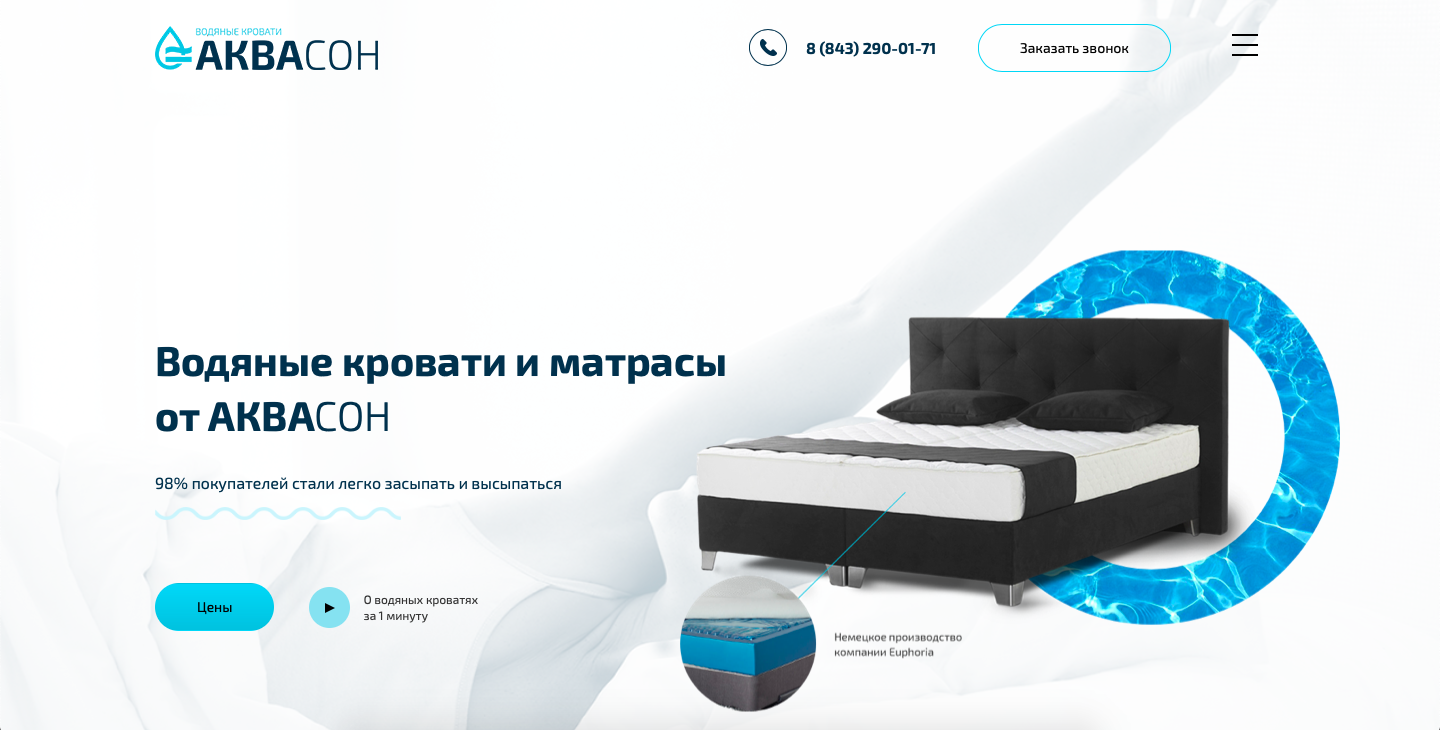 ВОДЯНЫЕ КРОВАТИ
АКВАСОН
8 (843) 290-01-71
Заказать звонок
Водяные кровати и матрасы
от АКВАСОН
98% покупателей стали легко засыпать и высыпаться
Цены
О водяных кроватях
за 1 минуту
Немецкое производство
компании Euphoria